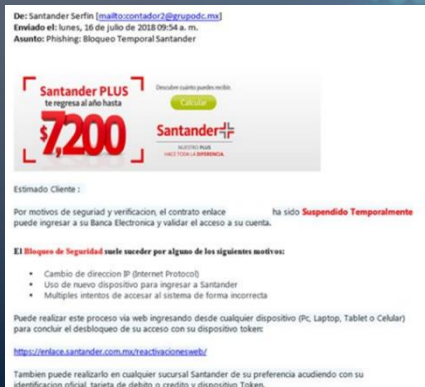 De: Santander Serfin [mailto:contador2@grupodc.mx]
Enviado el: lunes, 16 de julio de 2018 09:54 a. m.
Asunto: Phishing: Bloqueo Temporal Santander
Santander PLUS
te regresa al año hasta
$7,200
Descubre cuánto puedes recibir.
Calcular
Santander+
NUESTRO PLUS
HACE TODA LA DIFERENCIA.
Estimado Cliente :
Por motivos de seguriad y verificacion, el contrato enlace ha sido Suspendido Temporalmente
puede ingresar a su Banca Electronica y validar el acceso a su cuenta.
El Bloqueo de Seguridad suele suceder por alguno de los siguientes motivos:
▪ Cambio de direccion IP (Internet Protocol)
▪ Uso de nuevo dispositivo para ingresar a Santander
▪ Multiples intentos de accesar al sistema de forma incorrecta
Puede realizar este proceso via web ingresando desde cualquier dispositivo (Pc, Laptop, Tablet o Celular)
para concluir el desbloqueo de su acceso con su dispositivo token:
https://enlace.santander.com.mx/reactivacionesweb/
Tambien puede realizarlo en cualquier sucursal Santander de su preferencia acudiendo con su
identificacion oficial, tarjeta de debito o credito y dispositivo Token.